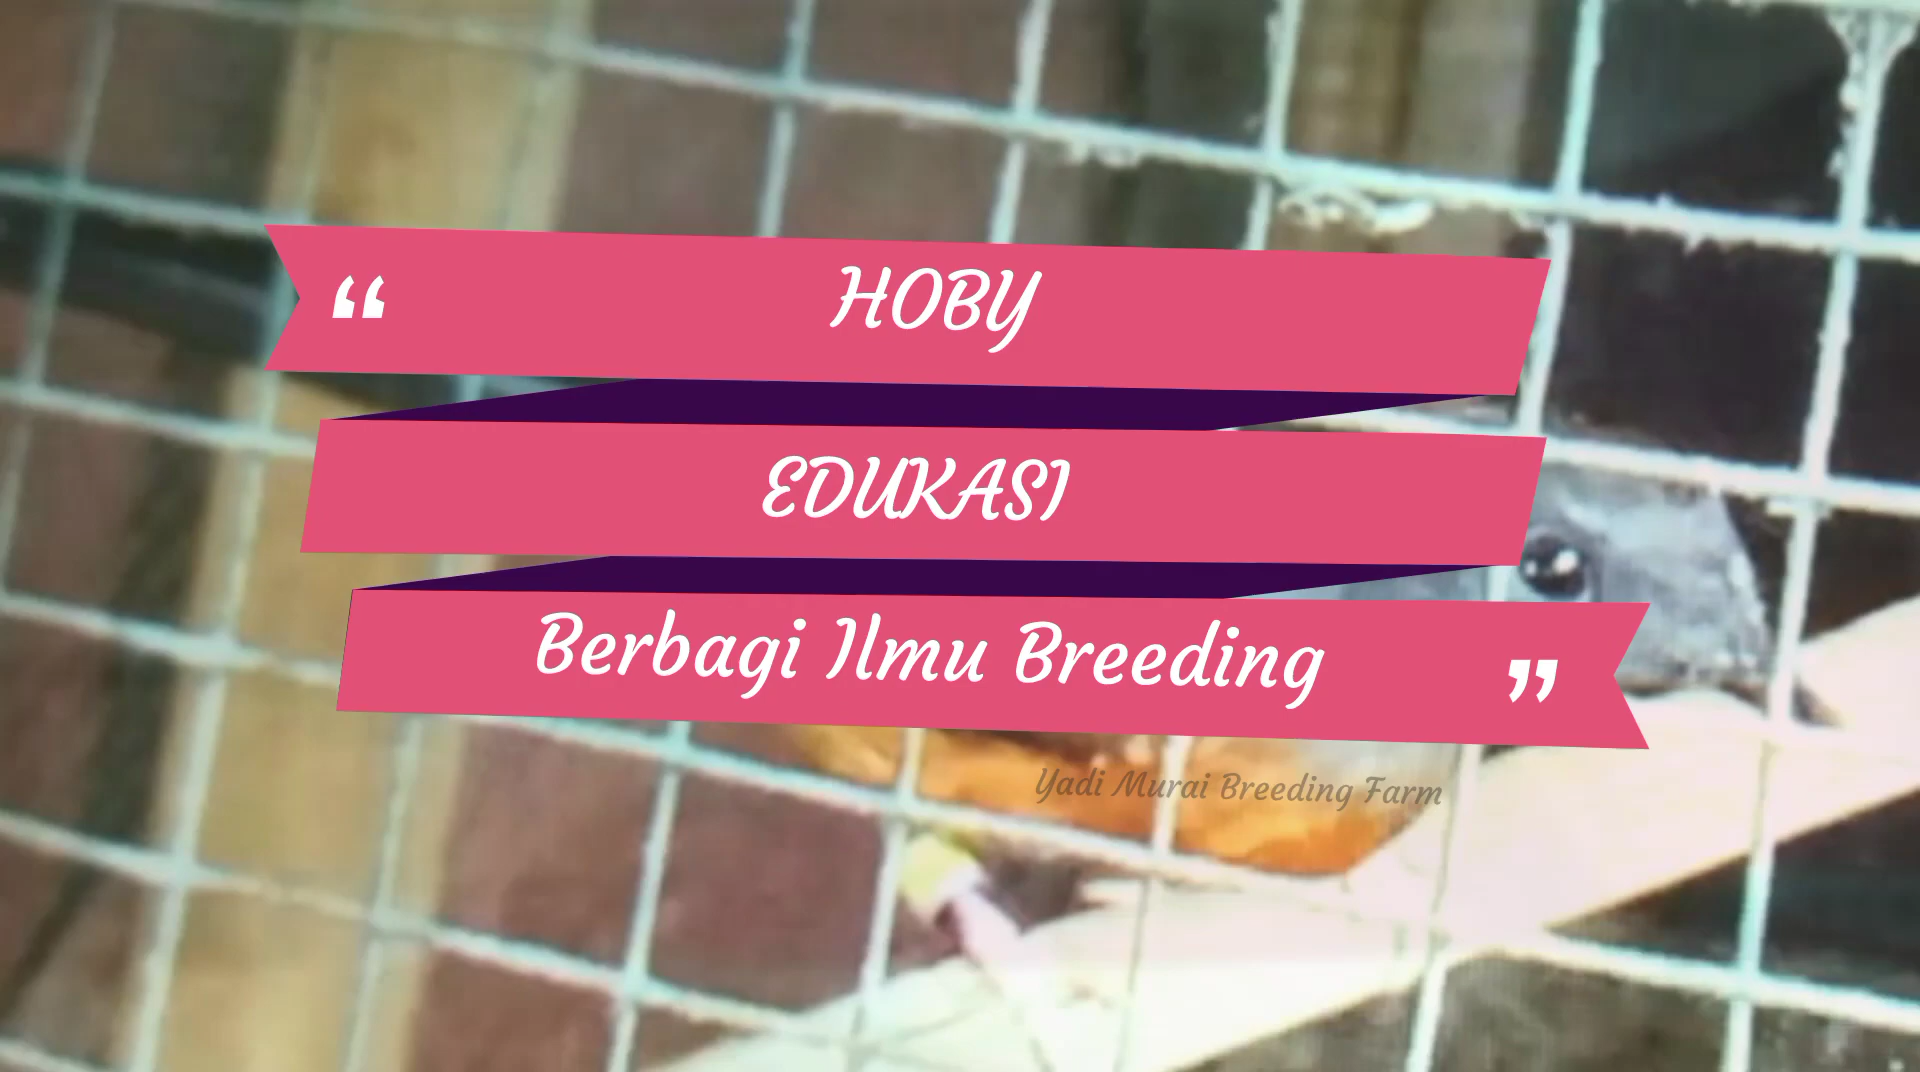 “ HOBY
EDUKASI
Berbagi Ilmu Breeding ”
Yadi Murai Breeding Farm